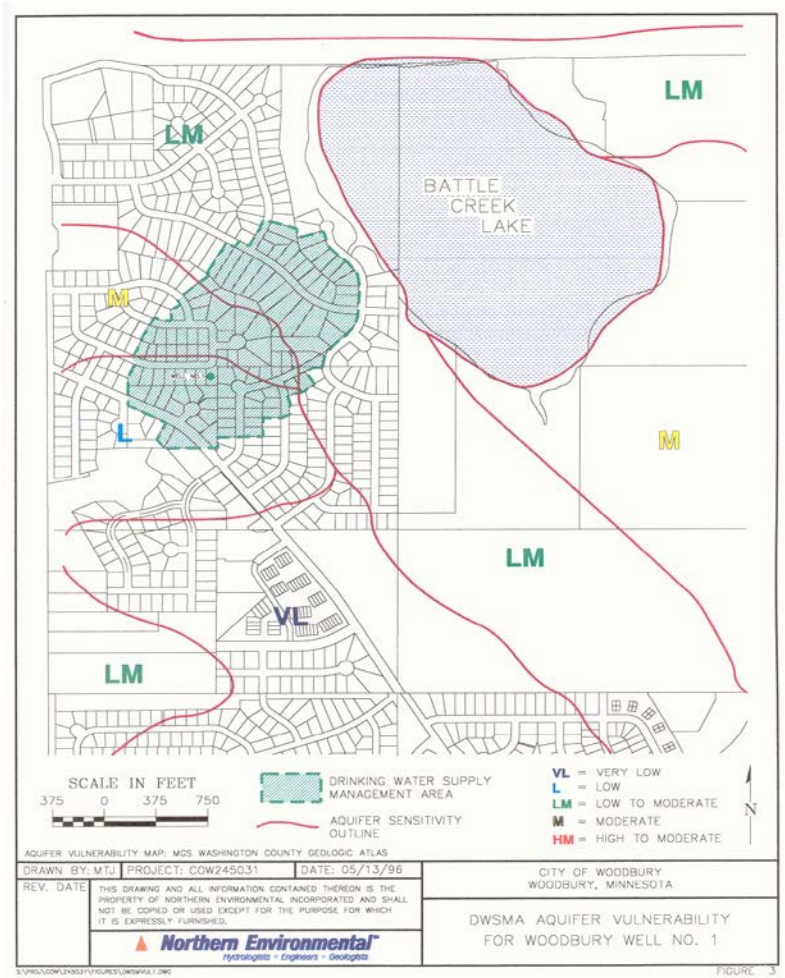 LM
LM
BATTLE
CREEK
LAKE
M
WELL NO. 1
L
M
LM
VL
LM
SCALE IN FEET
375 0 375 750
DRINKING WATER SUPPLY
MANAGEMENT AREA
AQUIFER SENSITIVITY
OUTLINE
VL = VERY LOW
L = LOW
LM = LOW TO MODERATE
M = MODERATE
HM = HIGH TO MODERATE
N
AQUIFER VULNERABILITY MAP: MGS WASHINGTON COUNTY GEOLOGIC ATLAS
DRAWN BY: MTJ PROJECT: COW245031 DATE: 05/13/96
REV. DATE
THIS DRAWING AND ALL INFORMATION CONTAINED THEREON IS THE
PROPERTY OF NORTHERN ENVIRONMENTAL INCORPORATED AND SHALL
NOT BE COPIED OR USED EXCEPT FOR THE PURPOSE FOR WHICH
IT IS EXPRESSLY FURNISHED.
Northern Environmental
Hydrologists • Engineers • Geologists
CITY OF WOODBURY
WOODBURY, MINNESOTA
DWSMA AQUIFER VULNERABILITY
FOR WOODBURY WELL NO. 1
FIGURE 3